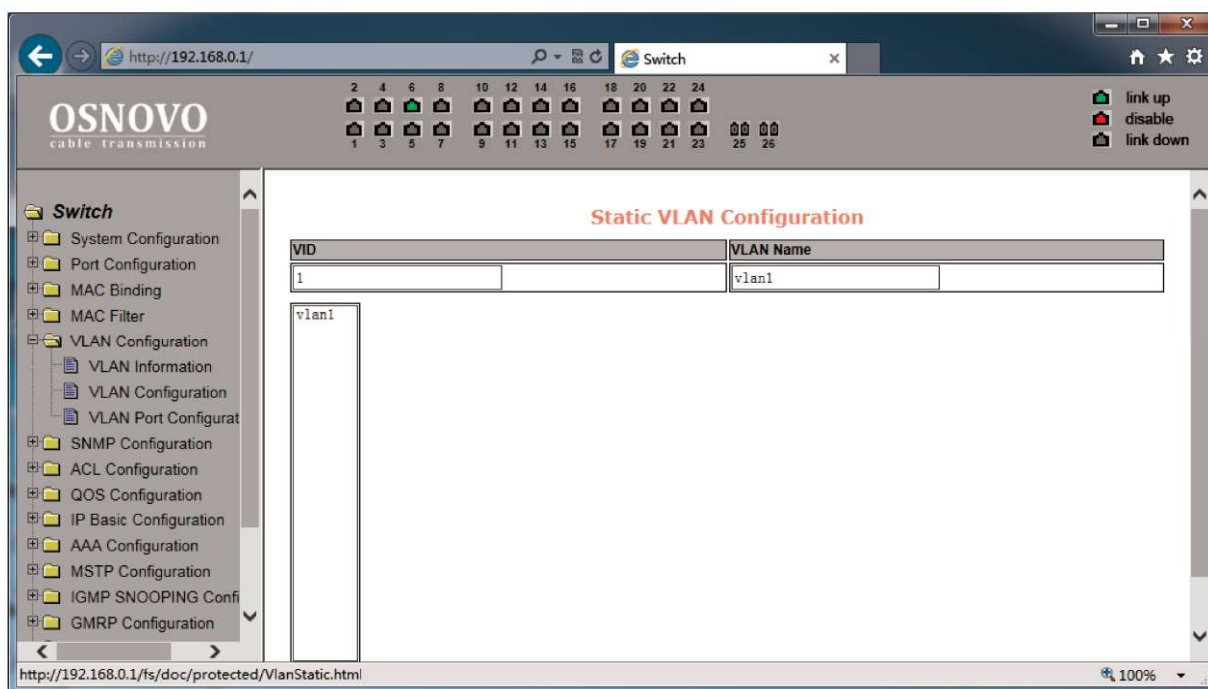 http://192.168.0.1/
Switch
2 4 6 8 10 12 14 16 18 20 22 24
OSNOVO
cable transmission
1 3 5 7 9 11 13 15 17 19 21 23 25 26
link up
disable
link down
Switch
System Configuration
Port Configuration
MAC Binding
MAC Filter
VLAN Configuration
VLAN Information
VLAN Configuration
VLAN Port Configurat
SNMP Configuration
ACL Configuration
QOS Configuration
IP Basic Configuration
AAA Configuration
MSTP Configuration
IGMP SNOOPING Confi
GMRP Configuration
Static VLAN Configuration
VID VLAN Name
1 vlan1
vlan1
http://192.168.0.1/fs/doc/protected/VlanStatic.html
100%